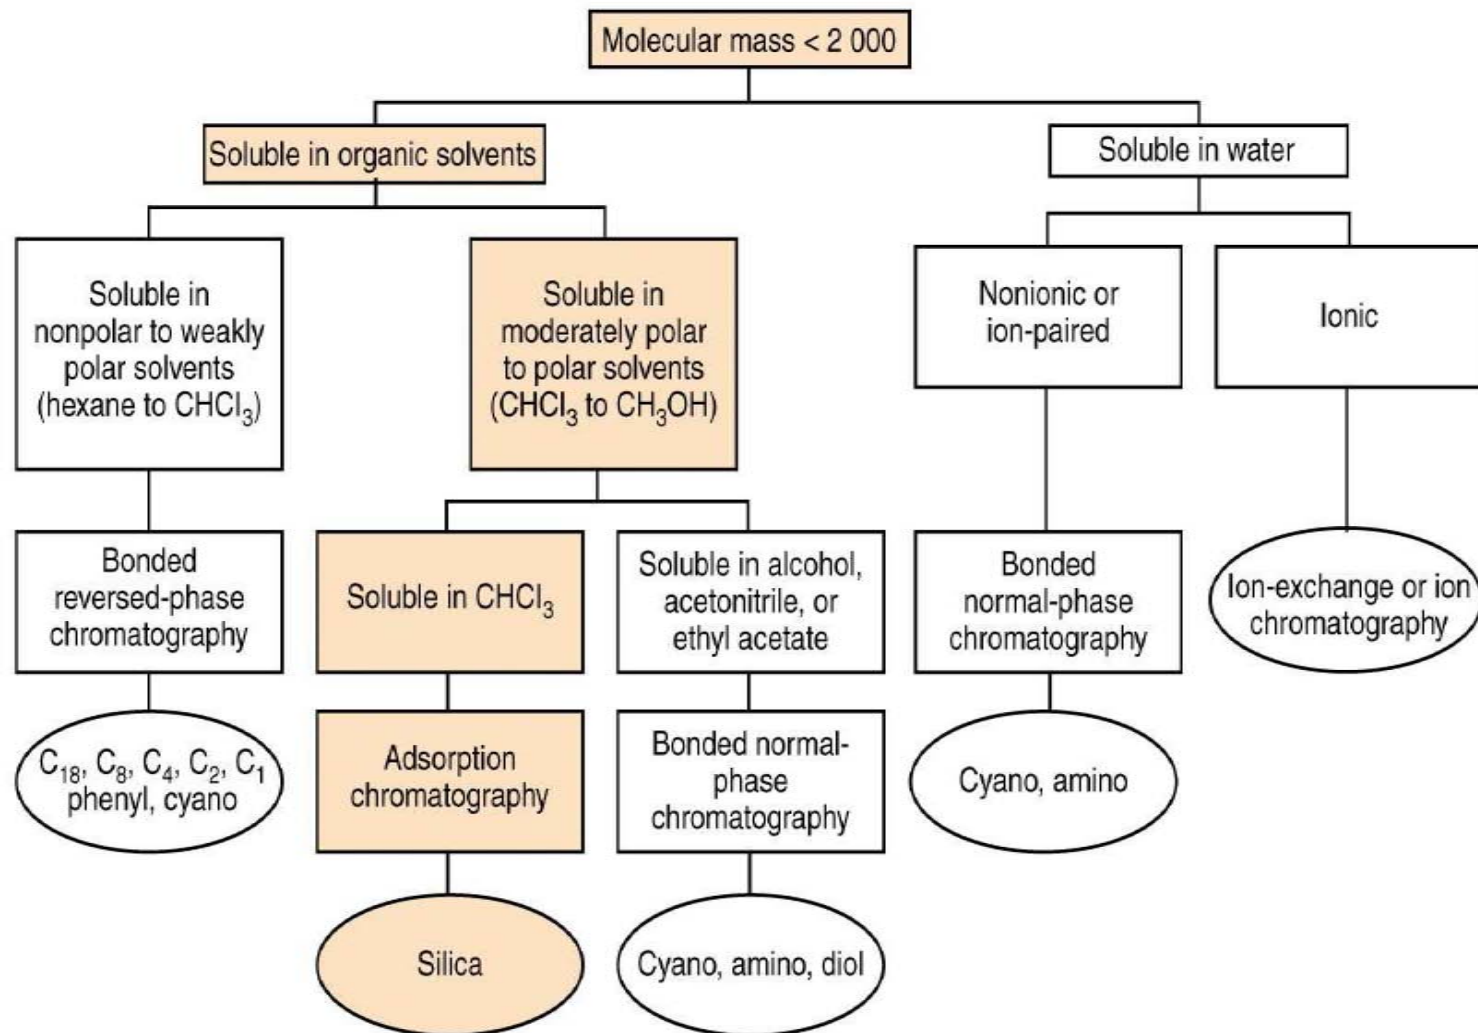 Molecular mass < 2 000
Soluble in organic solvents
Soluble in water
Soluble in
nonpolar to weakly
polar solvents
(hexane to CHCl₃)
Soluble in
moderately polar
to polar solvents
(CHCl₃ to CH₃OH)
Nonionic or
ion-paired
Ionic
Bonded
reversed-phase
chromatography
Soluble in CHCl₃
Soluble in alcohol,
acetonitrile, or
ethyl acetate
Bonded
normal-phase
chromatography
Ion-exchange or ion
chromatography
C₁₈, C₈, C₄, C₂, C₁
phenyl, cyano
Adsorption
chromatography
Bonded normal-
phase
chromatography
Cyano, amino
Silica
Cyano, amino, diol